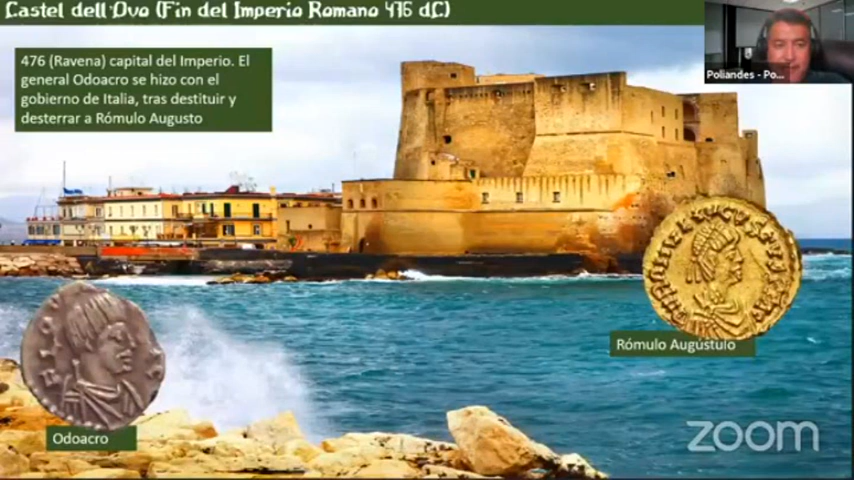 Castel dell'Ovo (Fin del Imperio Romano 476 dC)
476 (Ravena) capital del Imperio. El
general Odoacro se hizo con el
gobierno de Italia, tras destituir y
desterrar a Rómulo Augusto
Poliandes - Po...
Rómulo Augústulo
Odoacro
zoom